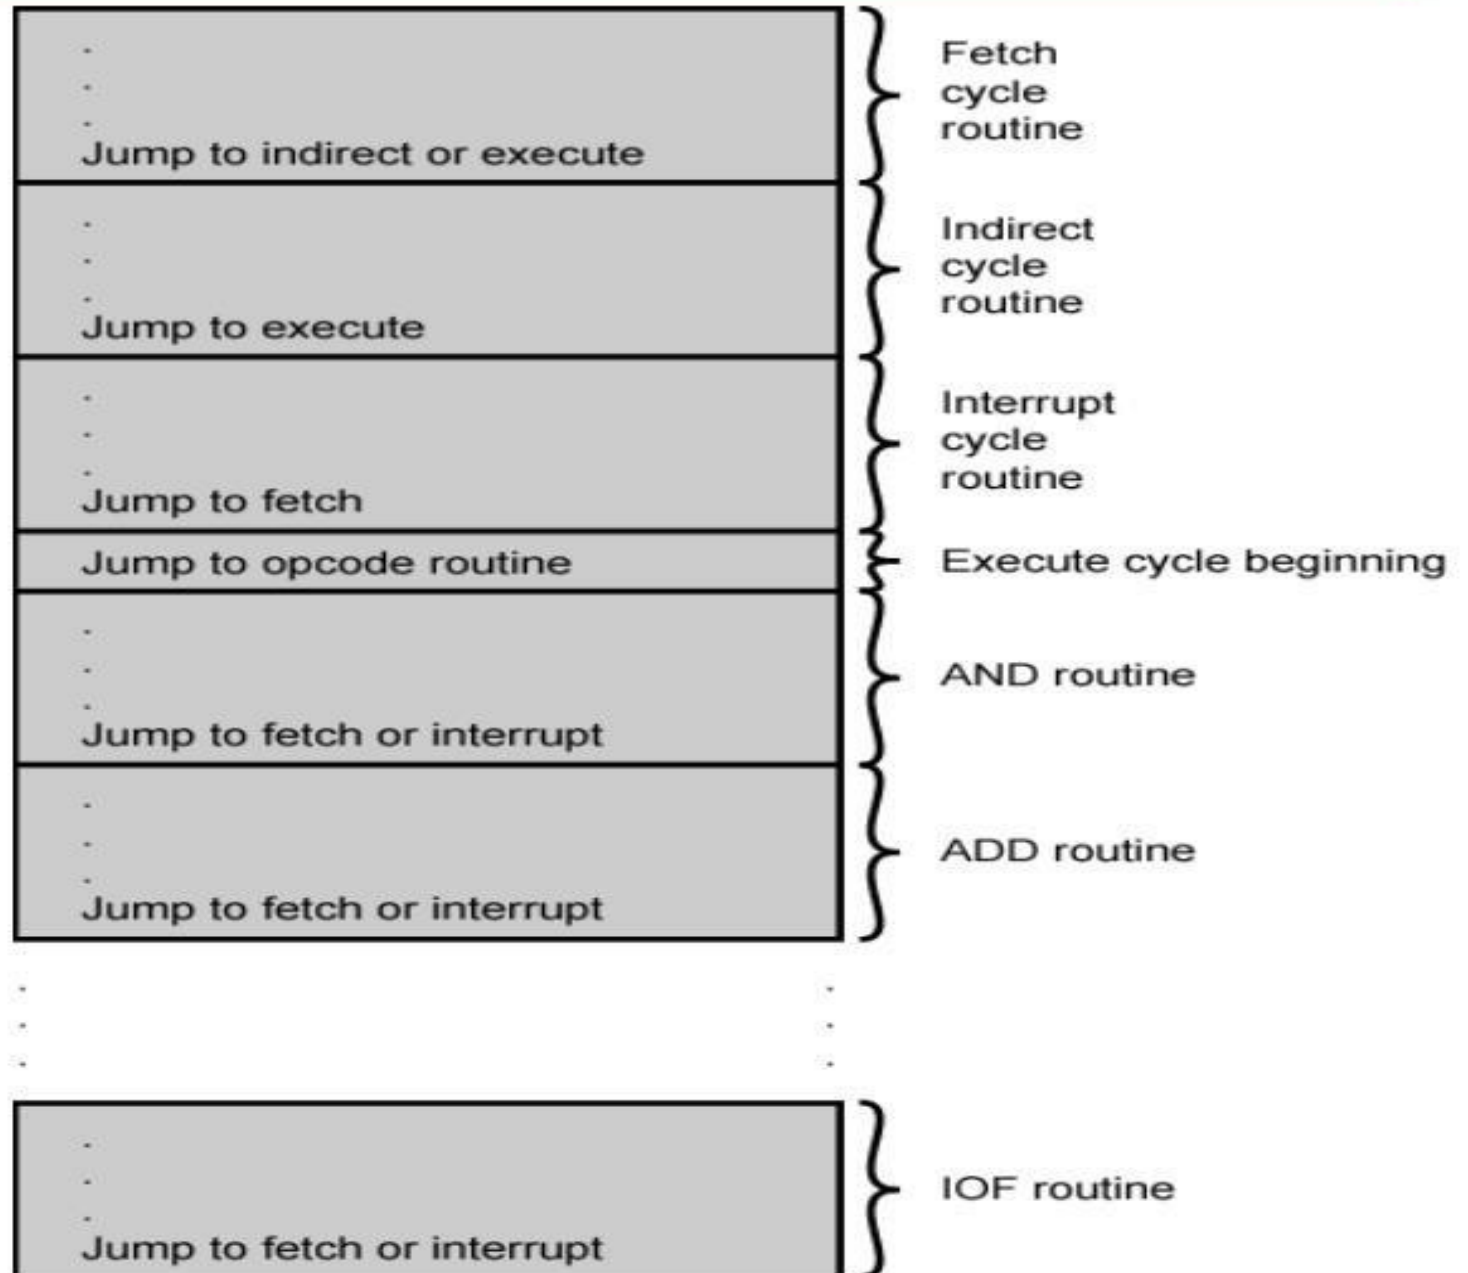 Fetch
cycle
routine
Jump to indirect or execute
Indirect
cycle
routine
Jump to execute
Interrupt
cycle
routine
Jump to fetch
Jump to opcode routine
Execute cycle beginning
AND routine
Jump to fetch or interrupt
ADD routine
Jump to fetch or interrupt
IOF routine
Jump to fetch or interrupt